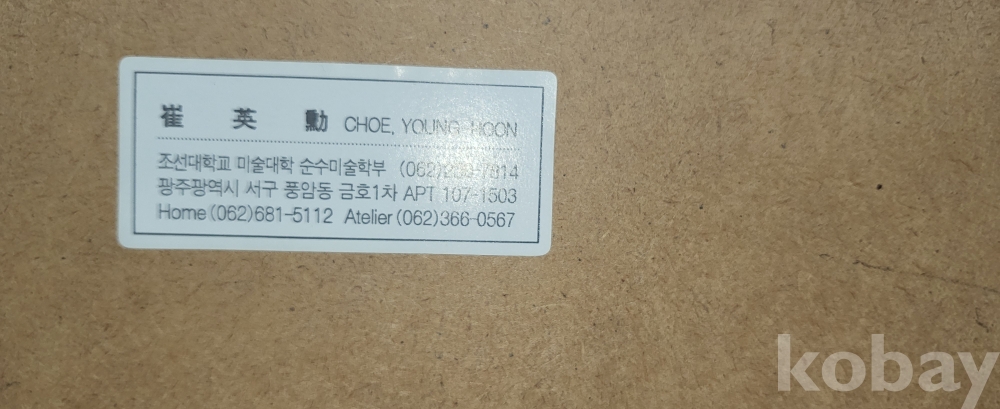 崔 英 勳 CHOE, YOUNG-HOON
조선대학교 미술대학 순수미술학부
광주광역시 서구 풍암동 금호1차 APT 107-1503
Home(062)681-5112 Atelier(062)366-0567
kobay